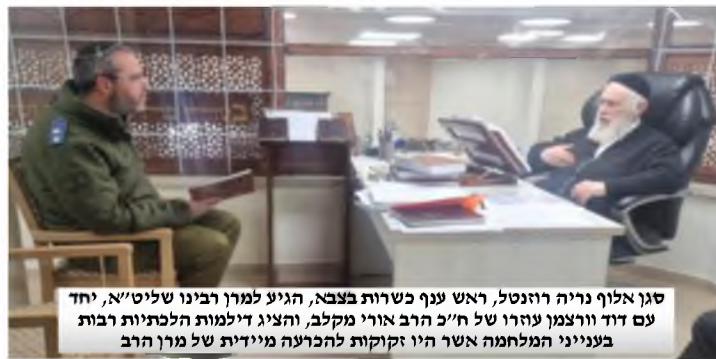 סגן אלוף נריה רוזנטל, ראש ענף כשרות בצבא, הגיע למרן רבינו שליט״א, יחד
עם דוד וורצמן עוזרו של ח״כ הרב אורי מקלב, והציג דילמות הלכתיות רבות
בענייני המלחמה אשר היו זקוקות להכרעה מיידית של מרן הרב